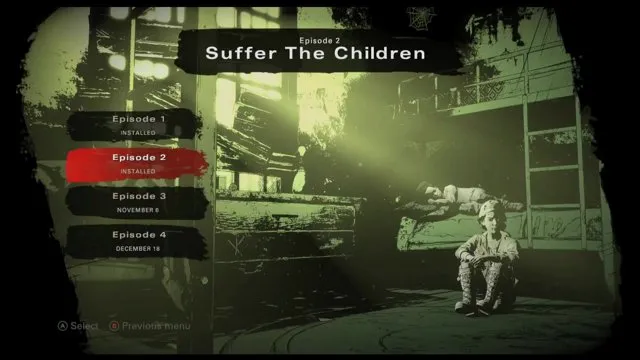 Episode 2
Suffer The Children
Episode 1
INSTALLED
Episode 2
INSTALLED
Episode 3
NOVEMBER 6
Episode 4
DECEMBER 18
A Select B Previous menu